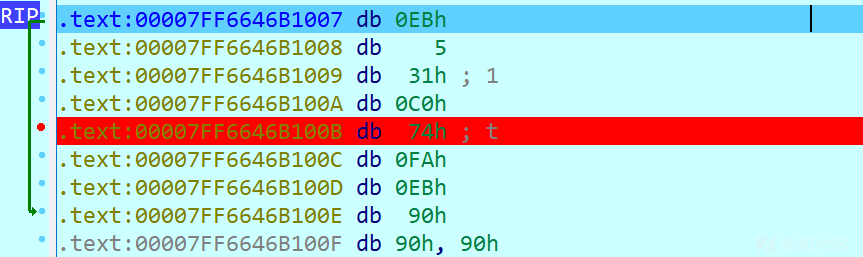 RIP .text:00007FF6646B1007 db 0EBh
.text:00007FF6646B1008 db 5
.text:00007FF6646B1009 db 31h ; 1
.text:00007FF6646B100A db 0C0h
.text:00007FF6646B100B db 74h ; t
.text:00007FF6646B100C db 0FAh
.text:00007FF6646B100D db 0EBh
.text:00007FF6646B100E db 90h
.text:00007FF6646B100F db 90h, 90h